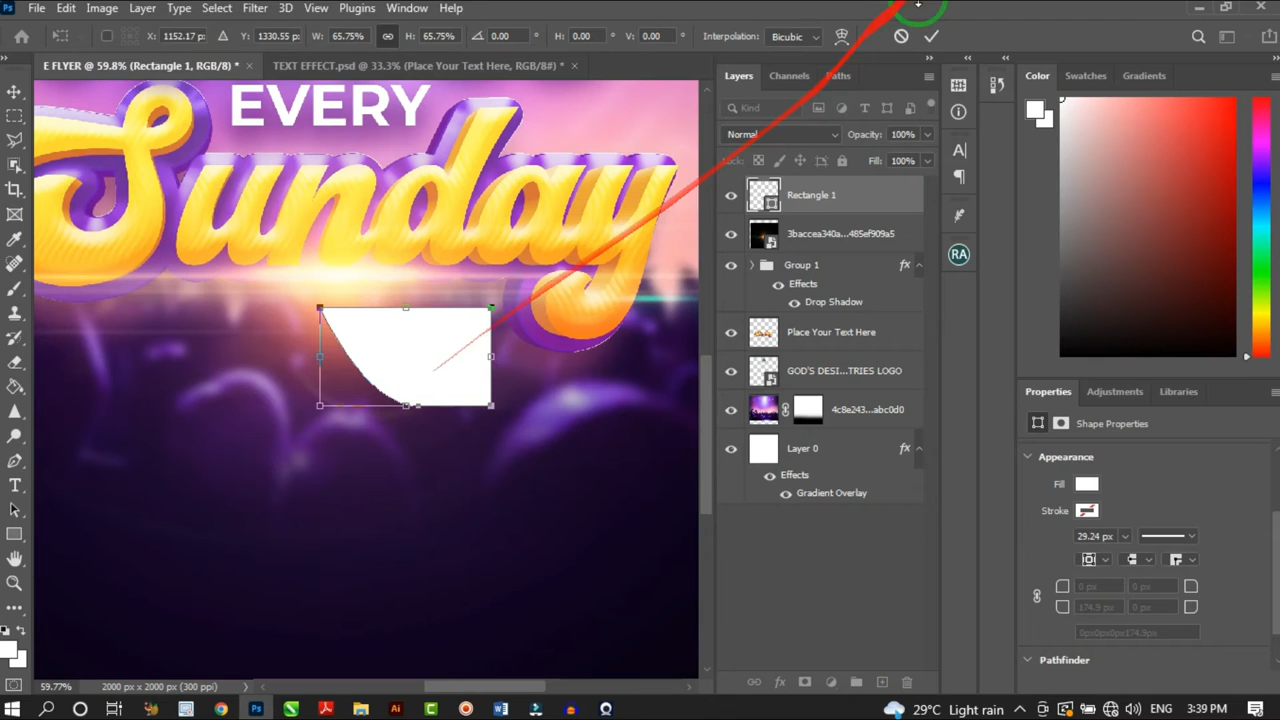 Ps File Edit Image Layer Type Select Filter 3D View Plugins Window Help
X: 1152.17 px Y: 1330.55 px W: 65.75% H: 65.75% 0.00 ° H: 0.00 ° V: 0.00 ° Interpolation: Bicubic
E FLYER @ 59.8% (Rectangle 1, RGB/8) * × TEXT EFFECT.psd @ 33.3% (Place Your Text Here, RGB/8#) * ×
EVERY
Sunday
Layers Channels Paths
Kind
Normal Opacity: 100%
Lock: Fill: 100%
Rectangle 1
3baccea340a...485ef909a5
Group 1 fx
Effects
Drop Shadow
Place Your Text Here
GOD'S DESI...TRIES LOGO
4c8e243...abc0d0
Layer 0 fx
Effects
Gradient Overlay
fx
A|
RA
Color Swatches Gradients
Properties Adjustments Libraries
Shape Properties
Appearance
Fill
Stroke
29.24 px
0 px 0 px
174.9 px 0 px
0px0px0px174.9px
Pathfinder
59.77% 2000 px x 2000 px (300 ppi)
29°C Light rain ENG 3:39 PM